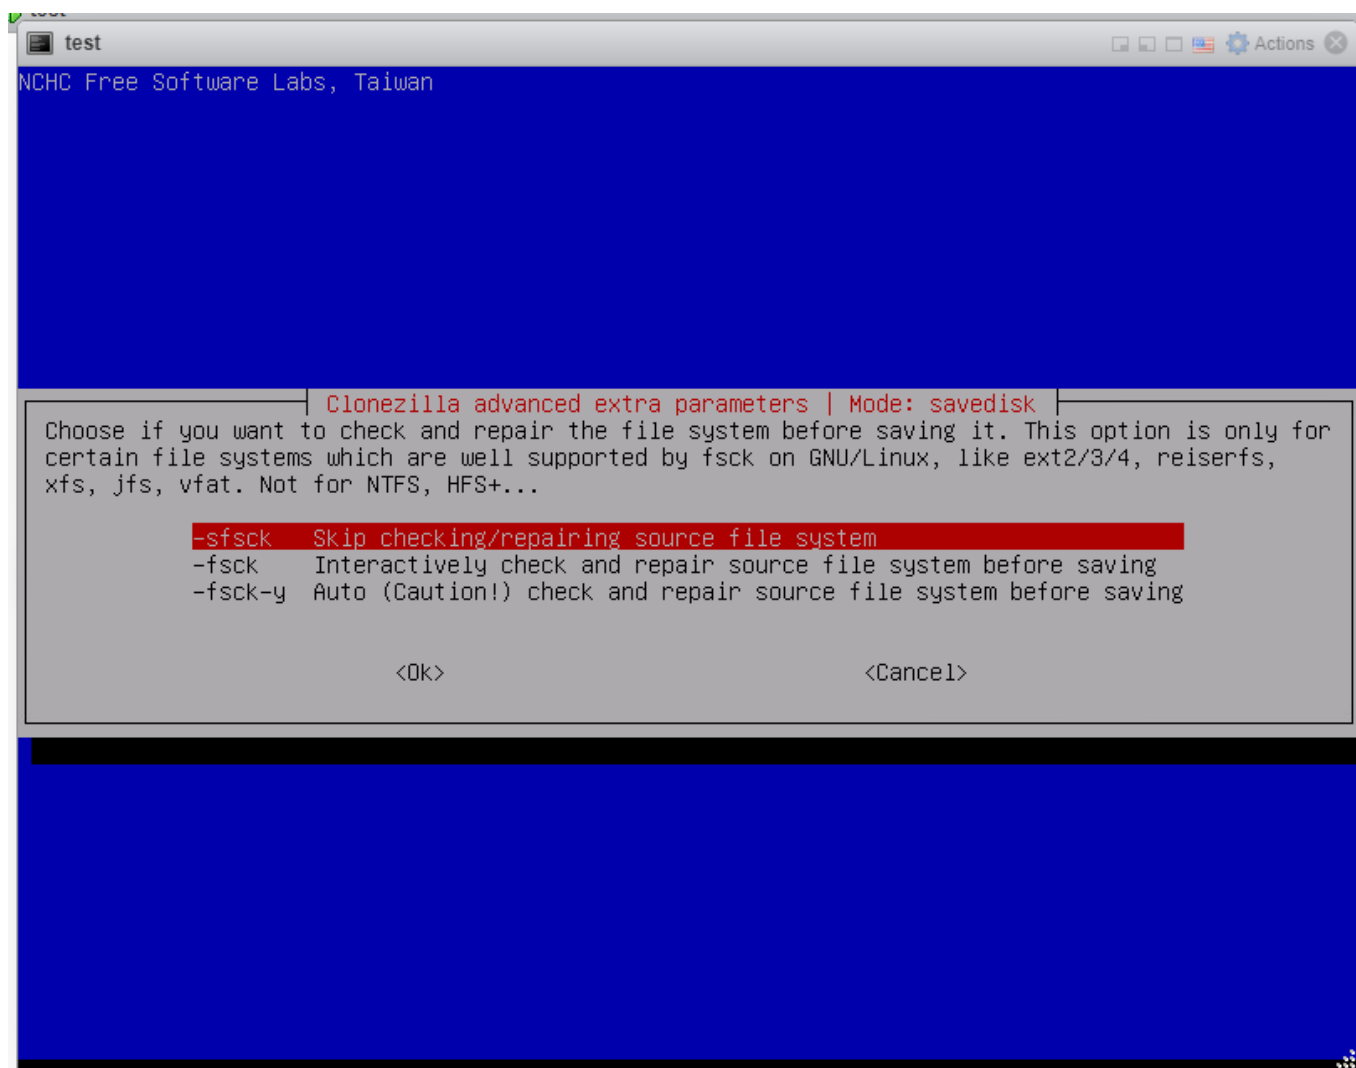 test
test
Actions
NCHC Free Software Labs, Taiwan
Clonezilla advanced extra parameters | Mode: savedisk
Choose if you want to check and repair the file system before saving it. This option is only for
certain file systems which are well supported by fsck on GNU/Linux, like ext2/3/4, reiserfs,
xfs, jfs, vfat. Not for NTFS, HFS+...
-sfsck Skip checking/repairing source file system
-fsck Interactively check and repair source file system before saving
-fsck-y Auto (Caution!) check and repair source file system before saving
<Ok> <Cancel>